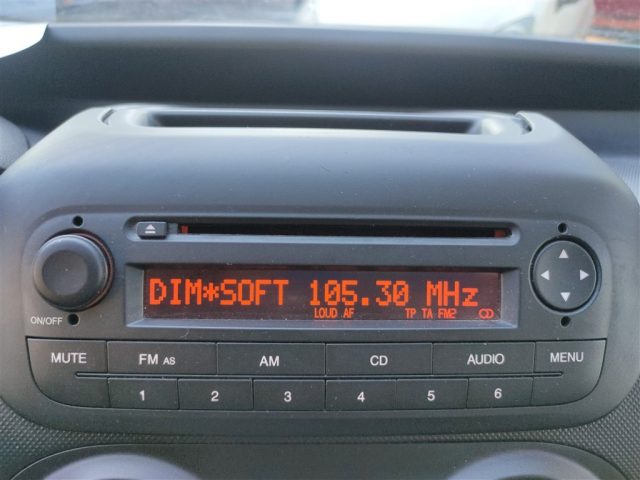 DIM*SOFT 105.30 MHz
LOUD AF TP TA FM2 CD
ON/OFF
MUTE FM AS AM CD AUDIO MENU
1 2 3 4 5 6